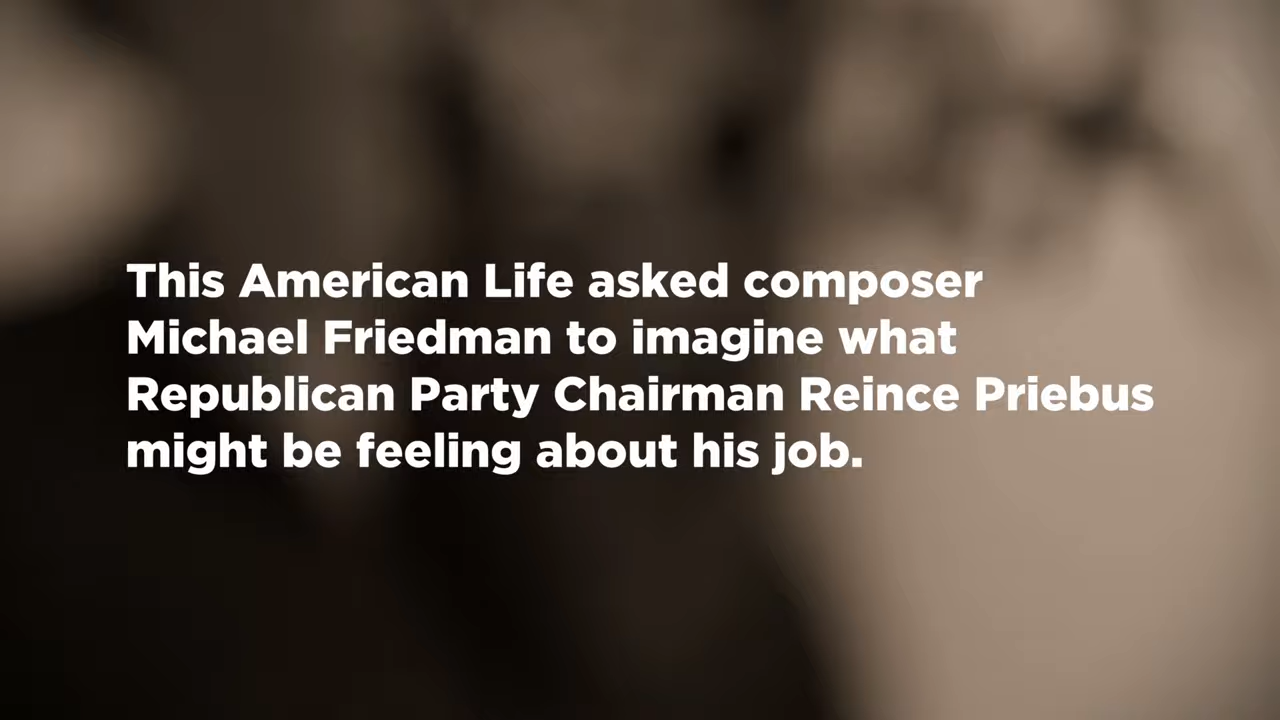 This American Life asked composer
Michael Friedman to imagine what
Republican Party Chairman Reince Priebus
might be feeling about his job.